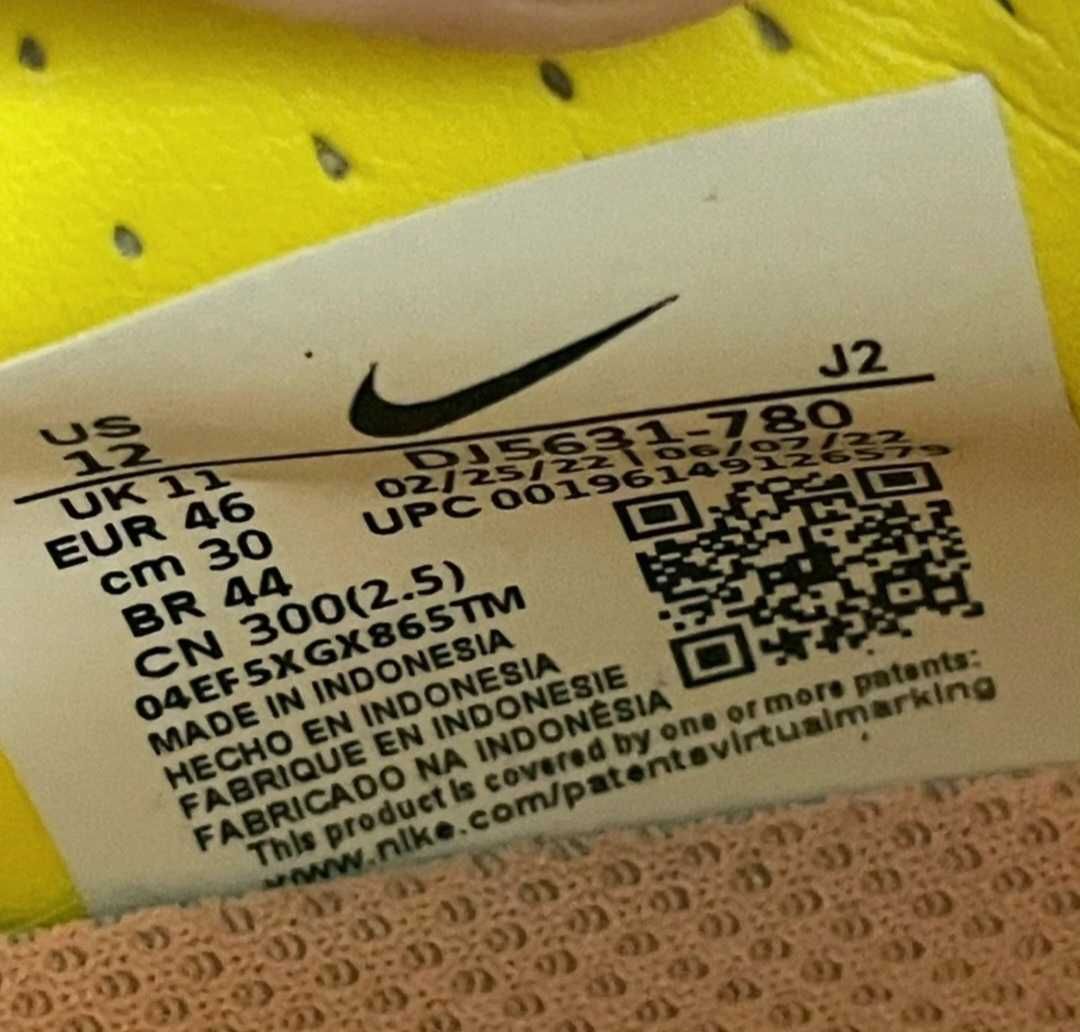 J2
US
12
DJ5631-780
02/25/22 | 06/07/22
UPC 00196149126579
UK 11
EUR 46
cm 30
BR 44
CN 300(2.5)
04EF5XGX865TM
MADE IN INDONESIA
HECHO EN INDONESIA
FABRIQUE EN INDONESIE
FABRICADO NA INDONÉSIA
This product is covered by one or more patents:
www.nike.com/patentsvirtualmarking